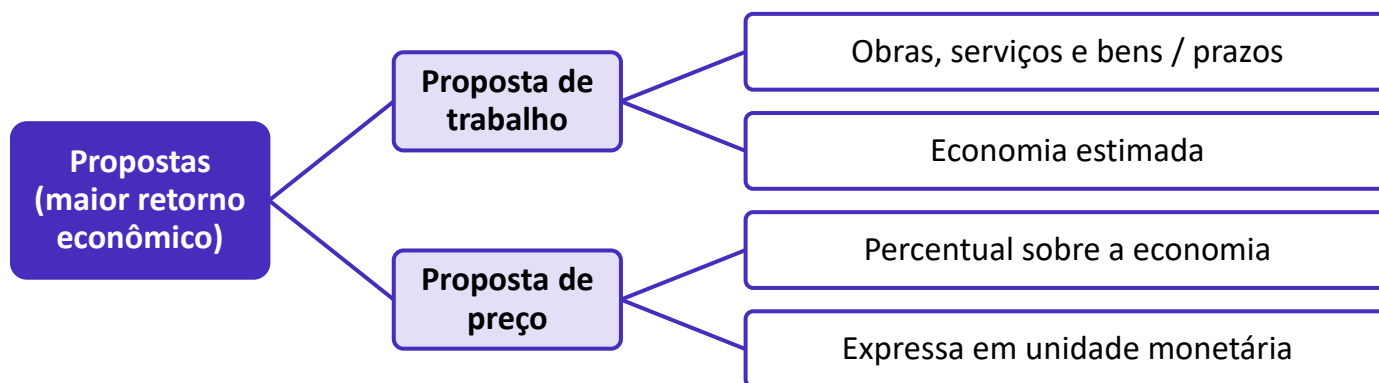 Propostas
(maior retorno
econômico)
Proposta de
trabalho
Obras, serviços e bens / prazos
Economia estimada
Proposta de
preço
Percentual sobre a economia
Expressa em unidade monetária